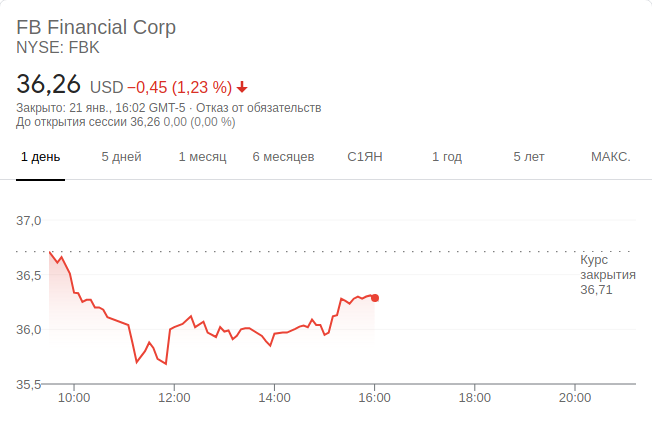 FB Financial Corp
NYSE: FBK
36,26 USD −0,45 (1,23 %)
Закрыто: 21 янв., 16:02 GMT-5 · Отказ от обязательств
До открытия сессии 36,26 0,00 (0,00 %)
1 день 5 дней 1 месяц 6 месяцев С1ЯН 1 год 5 лет МАКС.
37,0
Курс
закрытия
36,71
36,5
36,0
35,5
10:00 12:00 14:00 16:00 18:00 20:00